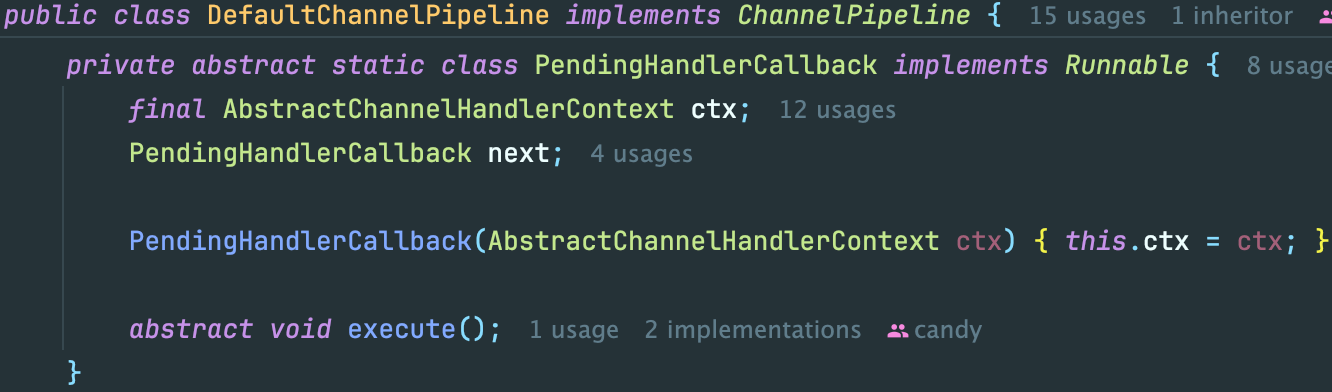 public class DefaultChannelPipeline implements ChannelPipeline { 15 usages 1 inheritor
private abstract static class PendingHandlerCallback implements Runnable { 8 usage
final AbstractChannelHandlerContext ctx; 12 usages
PendingHandlerCallback next; 4 usages
PendingHandlerCallback(AbstractChannelHandlerContext ctx) { this.ctx = ctx; }
abstract void execute(); 1 usage 2 implementations candy
}